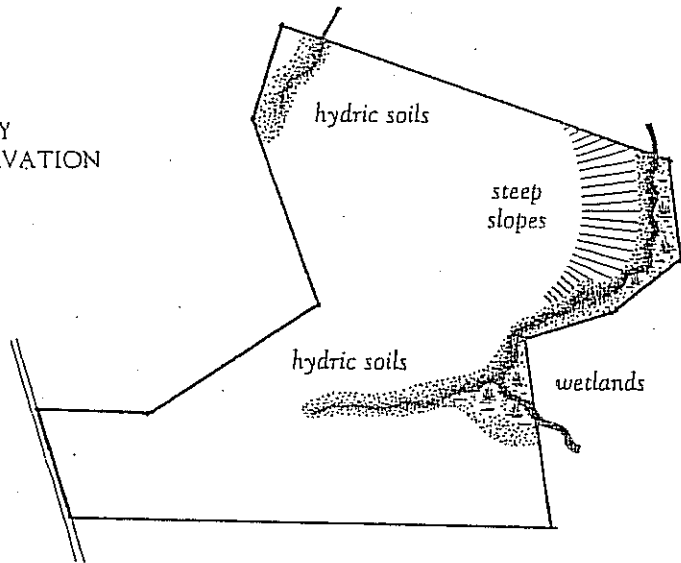 Y
VATION
hydric soils
steep
slopes
hydric soils
wetlands